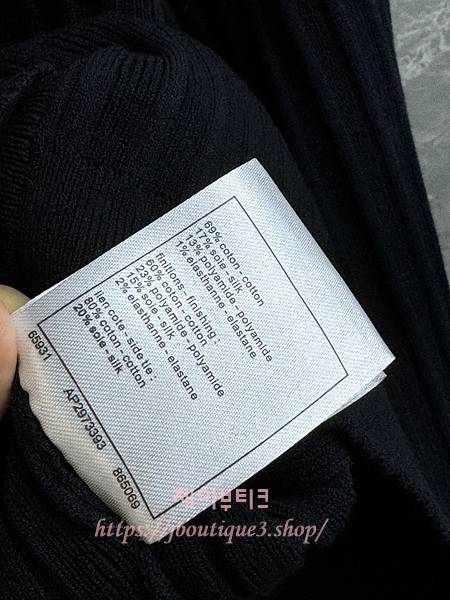 69% coton - cotton
17% soie - silk
13% polyamide - polyamide
1% elasthanne - elastane
finitions - finishing :
60% coton - cotton
23% polyamide - polyamide
15% soie - silk
2% elasthanne - elastane
lien cote - side tie :
80% coton - cotton
20% soie - silk
65931 AP2973393 865069
제이부티크
https://jboutique3.shop/